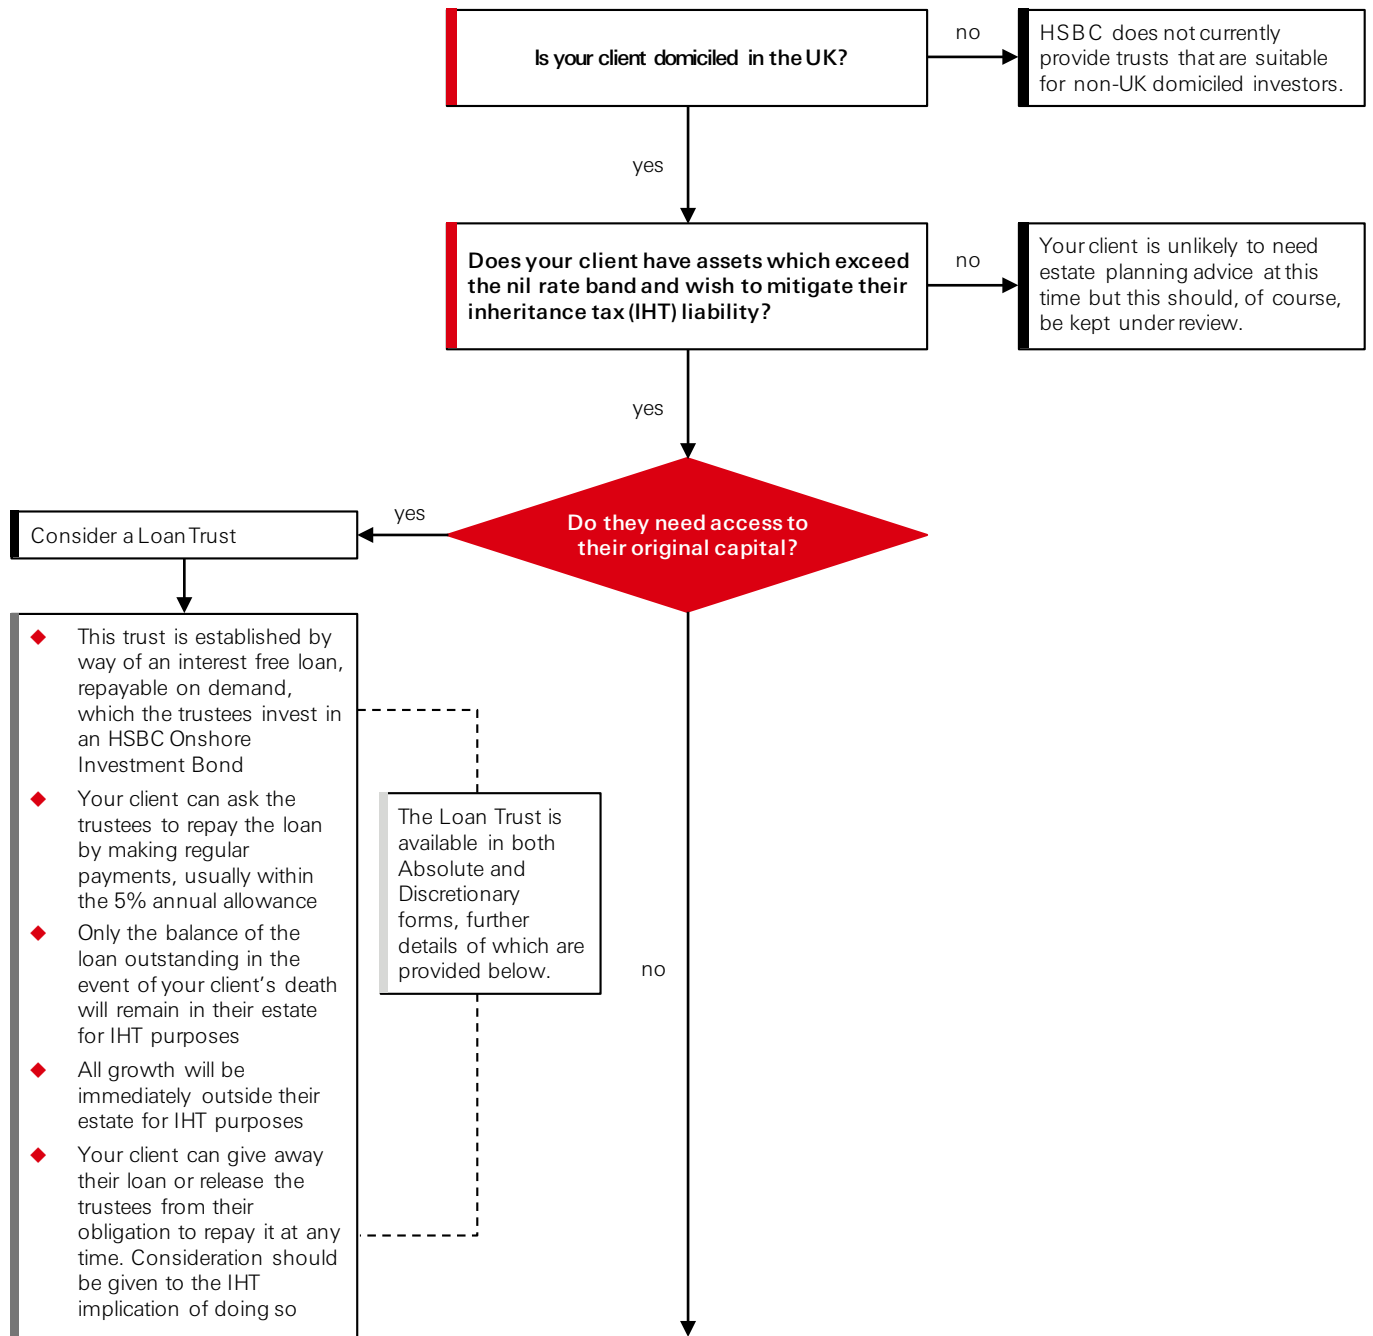 Is your client domiciled in the UK?
no
HSBC does not currently
provide trusts that are suitable
for non-UK domiciled investors.
yes
Does your client have assets which exceed
the nil rate band and wish to mitigate their
inheritance tax (IHT) liability?
no
Your client is unlikely to need
estate planning advice at this
time but this should, of course,
be kept under review.
yes
Do they need access to
their original capital?
yes
Consider a Loan Trust
This trust is established by
way of an interest free loan,
repayable on demand,
which the trustees invest in
an HSBC Onshore
Investment Bond
Your client can ask the
trustees to repay the loan
by making regular
payments, usually within
the 5% annual allowance
Only the balance of the
loan outstanding in the
event of your client's death
will remain in their estate
for IHT purposes
All growth will be
immediately outside their
estate for IHT purposes
Your client can give away
their loan or release the
trustees from their
obligation to repay it at any
time. Consideration should
be given to the IHT
implication of doing so
The Loan Trust is
available in both
Absolute and
Discretionary
forms, further
details of which are
provided below.
no